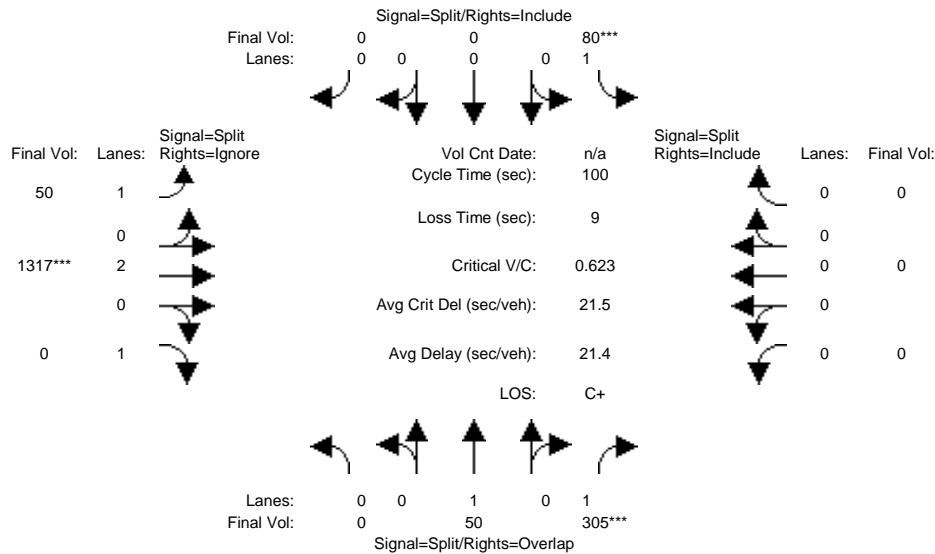 Signal=Split/Rights=Include
Final Vol: 0 0 80***
Lanes: 0 0 0 0 1
Signal=Split
Final Vol: Lanes: Rights=Ignore
Vol Cnt Date: n/a
Signal=Split
Rights=Include Lanes: Final Vol:
Cycle Time (sec): 100
50 1 0 0
Loss Time (sec): 9
0 0
1317*** 2 Critical V/C: 0.623 0 0
0 Avg Crit Del (sec/veh): 21.5 0
0 1 Avg Delay (sec/veh): 21.4 0 0
LOS: C+
Lanes: 0 0 1 0 1
Final Vol: 0 50 305***
Signal=Split/Rights=Overlap